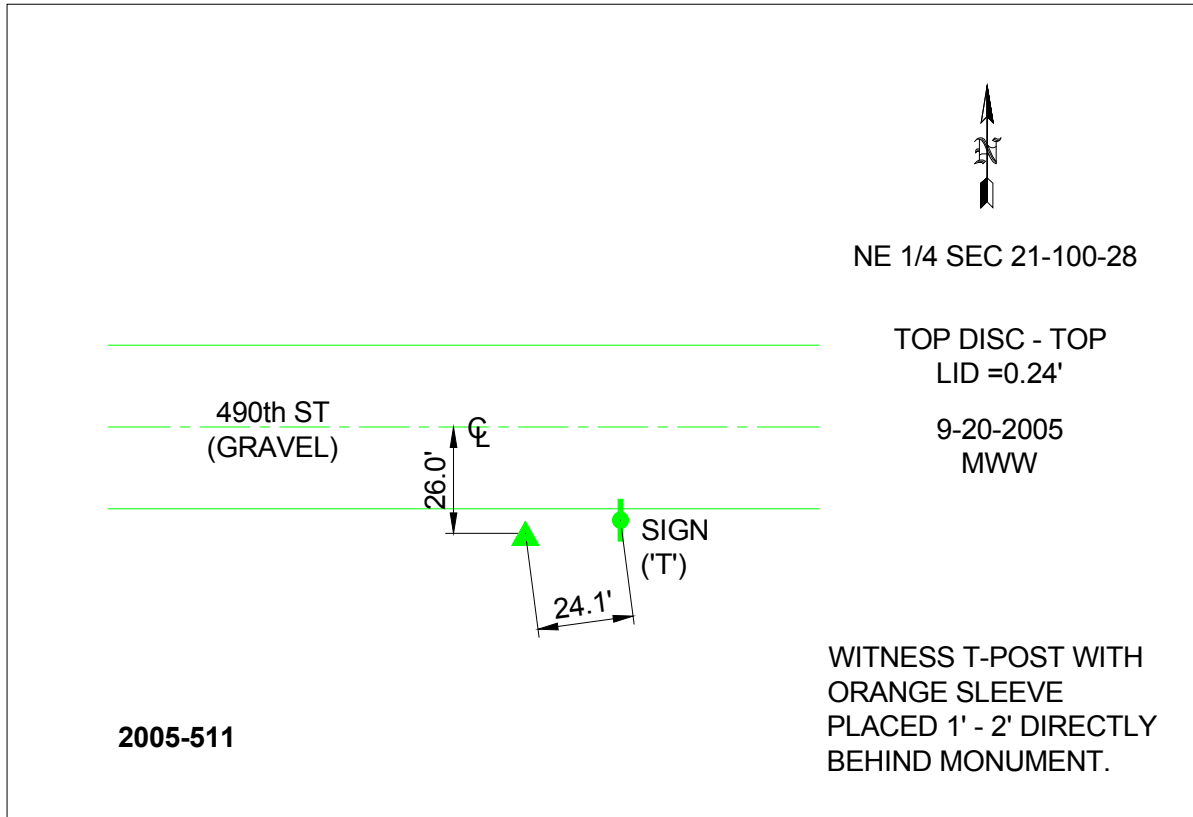 N
NE 1/4 SEC 21-100-28
TOP DISC - TOP
LID =0.24'
9-20-2005
MWW
490th ST
(GRAVEL)
CL
26.0'
SIGN
('T')
24.1'
WITNESS T-POST WITH
ORANGE SLEEVE
PLACED 1' - 2' DIRECTLY
BEHIND MONUMENT.
2005-511